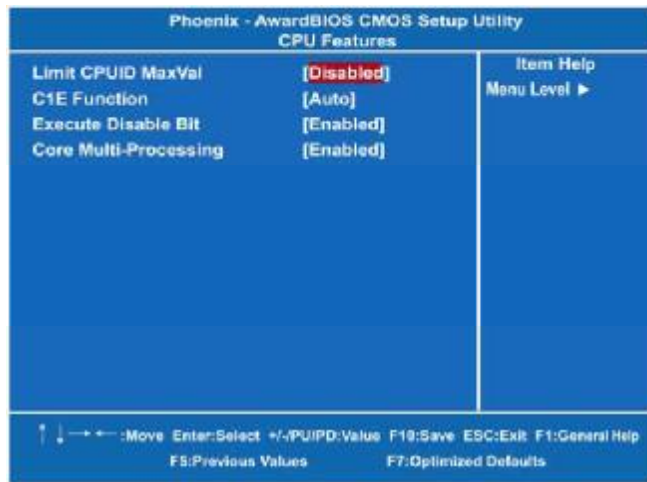 Phoenix - AwardBIOS CMOS Setup Utility
CPU Features
Limit CPUID MaxVal [Disabled]
C1E Function [Auto]
Execute Disable Bit [Enabled]
Core Multi-Processing [Enabled]
Item Help
Menu Level ►
↑ ↓ → ← :Move Enter:Select +/-/PU/PD:Value F10:Save ESC:Exit F1:General Help
F5:Previous Values F7:Optimized Defaults